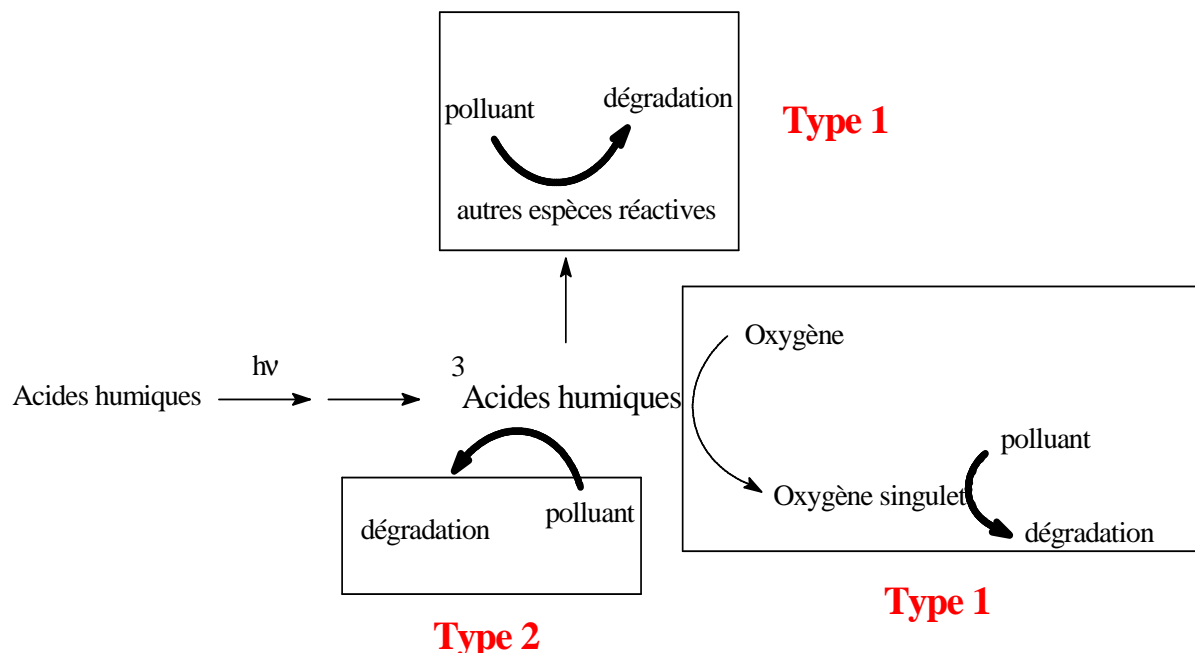 polluant
dégradation
autres espèces réactives
Type 1
Acides humiques
hν
3
Acides humiques
Oxygène
Oxygène singulet
polluant
dégradation
Type 1
dégradation
polluant
Type 2